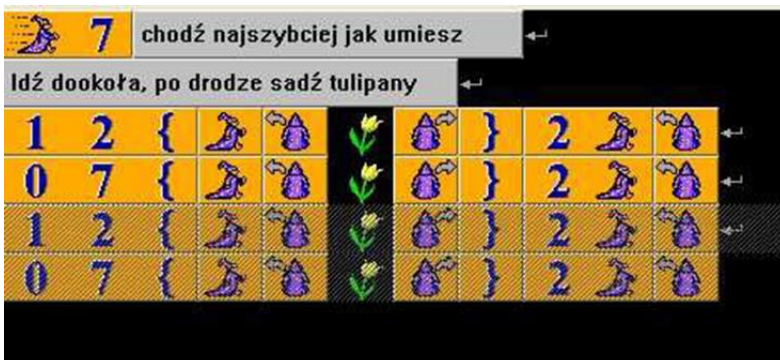 7 chodź najszybciej jak umiesz
Idź dookoła, po drodze sadź tulipany
1 2 { } 2
0 7 { } 2
1 2 { } 2
0 7 { } 2